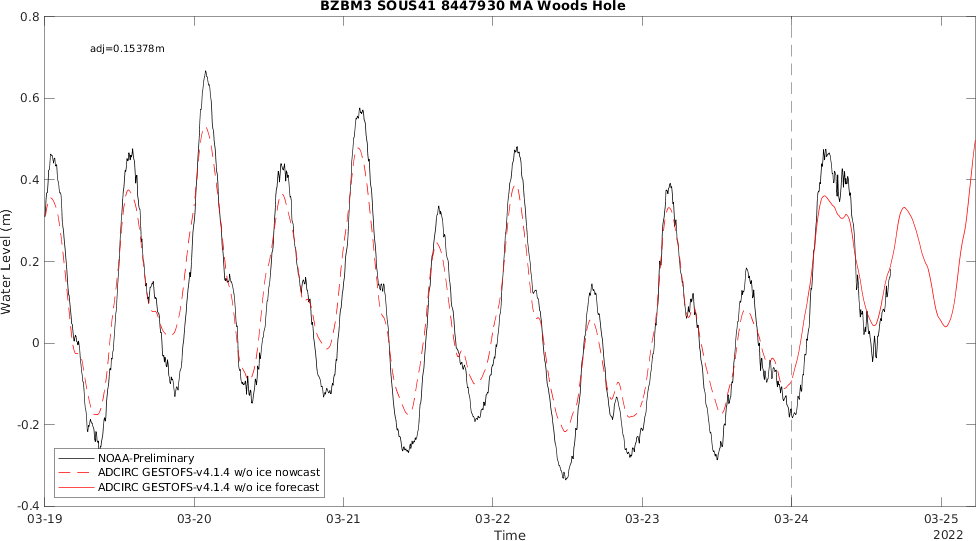 BZBM3 SOUS41 8447930 MA Woods Hole
0.8
adj=0.15378m
0.6
0.4
0.2
0
-0.2
-0.4
Water Level (m)
NOAA-Preliminary
ADCIRC GESTOFS-v4.1.4 w/o ice nowcast
ADCIRC GESTOFS-v4.1.4 w/o ice forecast
03-19 03-20 03-21 03-22 03-23 03-24 03-25
Time
2022